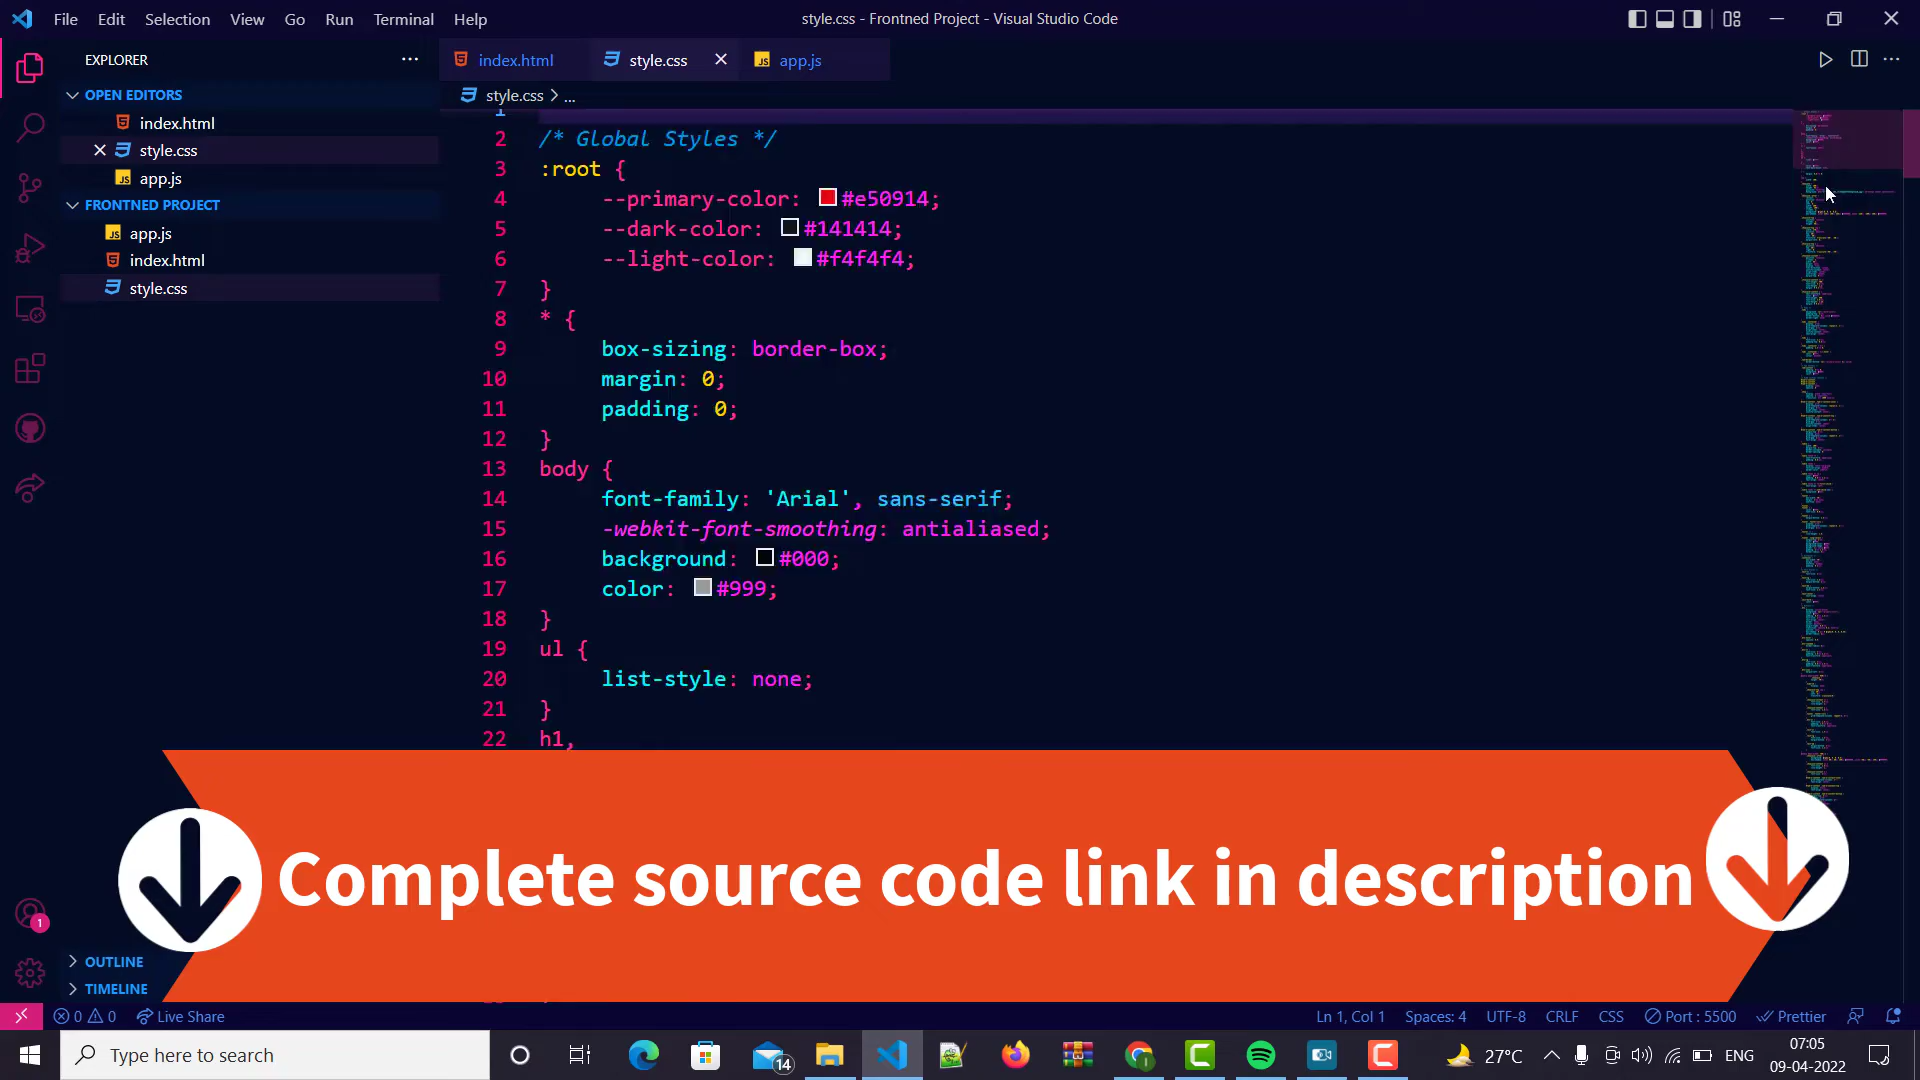 File Edit Selection View Go Run Terminal Help
style.css - Frontned Project - Visual Studio Code
EXPLORER
OPEN EDITORS
index.html
style.css
app.js
FRONTNED PROJECT
app.js
index.html
style.css
OUTLINE
TIMELINE
index.html style.css app.js
style.css > ...
1
2 /* Global Styles */
3 :root {
4 --primary-color: #e50914;
5 --dark-color: #141414;
6 --light-color: #f4f4f4;
7 }
8 * {
9 box-sizing: border-box;
10 margin: 0;
11 padding: 0;
12 }
13 body {
14 font-family: 'Arial', sans-serif;
15 -webkit-font-smoothing: antialiased;
16 background: #000;
17 color: #999;
18 }
19 ul {
20 list-style: none;
21 }
22 h1,
Complete source code link in description
1
0 0 Live Share
Ln 1, Col 1 Spaces: 4 UTF-8 CRLF CSS Port : 5500 Prettier
Type here to search
14
27°C ENG
07:05
09-04-2022